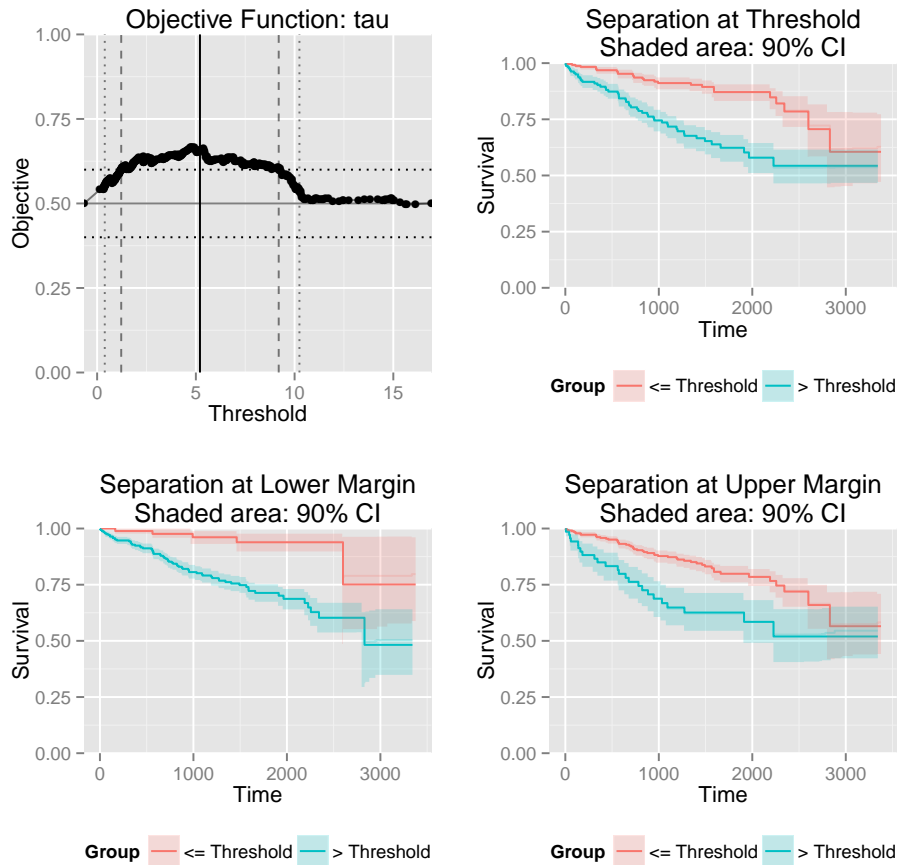 Objective Function: tau
1.00
0.75
0.50
0.25
0.00
Objective
0
5
10
15
Threshold
Separation at Threshold
Shaded area: 90% CI
1.00
0.75
0.50
0.25
0.00
Survival
0
1000
2000
3000
Time
Group <= Threshold > Threshold
Separation at Lower Margin
Shaded area: 90% CI
1.00
0.75
0.50
0.25
0.00
Survival
0
1000
2000
3000
Time
Group <= Threshold > Threshold
Separation at Upper Margin
Shaded area: 90% CI
1.00
0.75
0.50
0.25
0.00
Survival
0
1000
2000
3000
Time
Group <= Threshold > Threshold